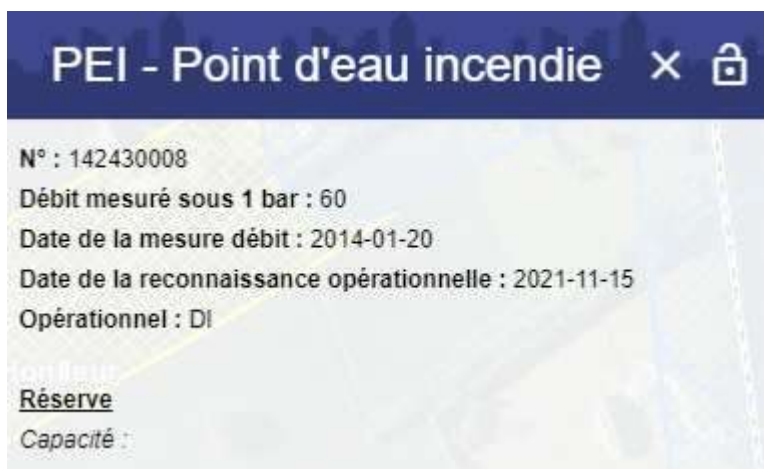 PEI - Point d'eau incendie
N° : 142430008
Débit mesuré sous 1 bar : 60
Date de la mesure débit : 2014-01-20
Date de la reconnaissance opérationnelle : 2021-11-15
Opérationnel : DI
Réserve
Capacité :